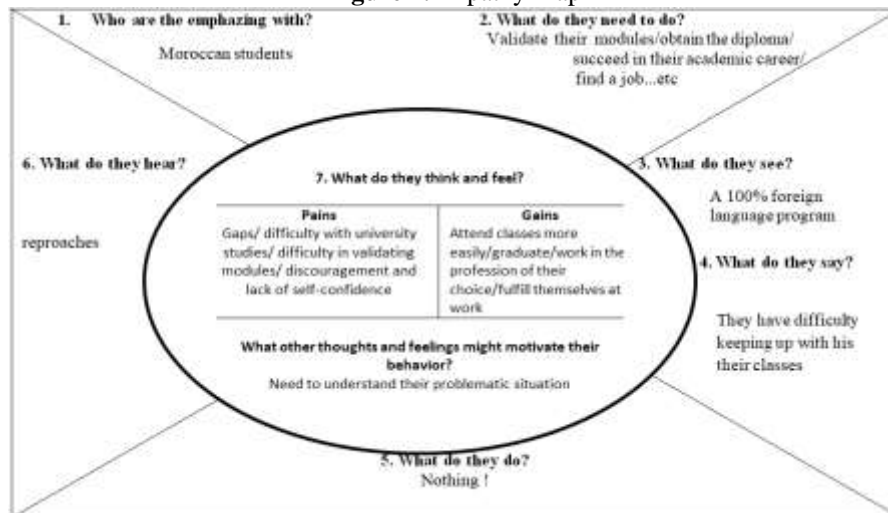 1. Who are the emphazing with?
Moroccan students
2. What do they need to do?
Validate their modules/obtain the diploma/
succeed in their academic career/
find a job...etc
3. What do they see?
A 100% foreign
language program
4. What do they say?
They have difficulty
keeping up with his
their classes
5. What do they do?
Nothing !
6. What do they hear?
reproaches
7. What do they think and feel?
Pains
Gaps/ difficulty with university
studies/ difficulty in validating
modules/ discouragement and
lack of self-confidence
Gains
Attend classes more
easily/graduate/work in the
profession of their
choice/fulfill themselves at
work
What other thoughts and feelings might motivate their
behavior?
Need to understand their problematic situation